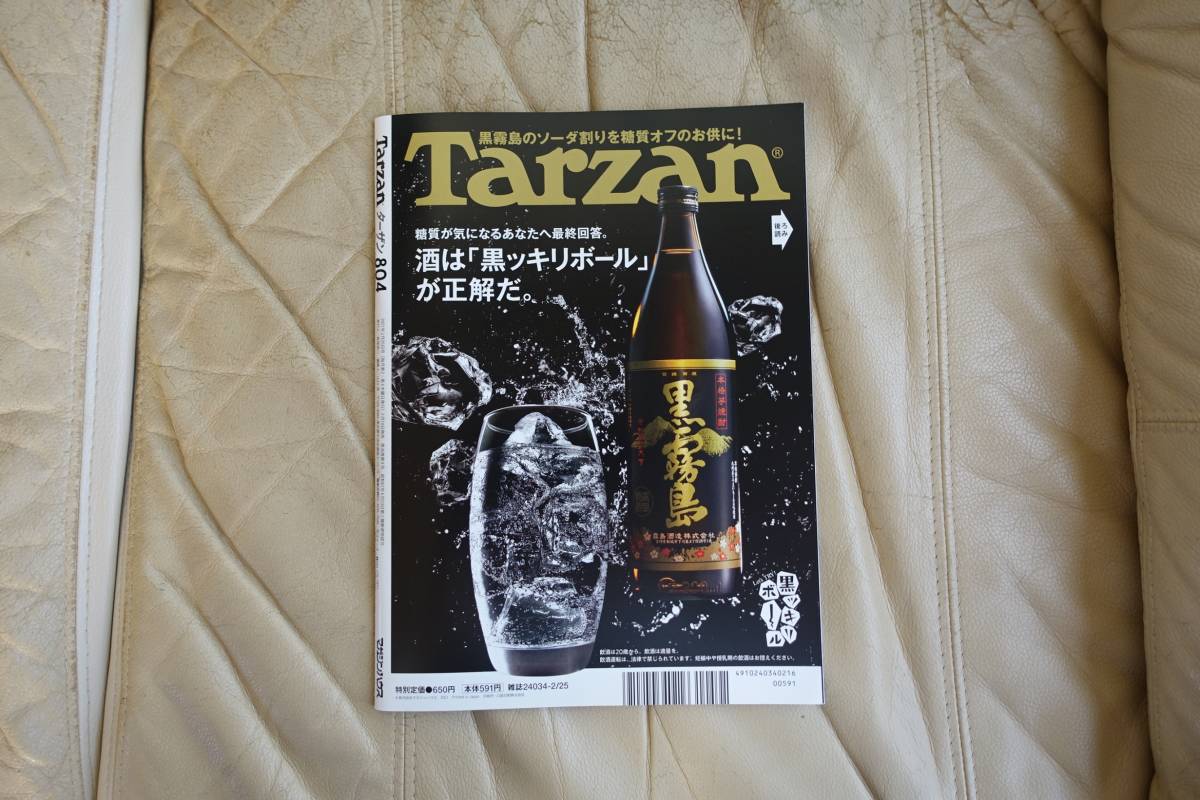 黒霧島のソーダ割りを糖質オフのお供に!
Tarzan®
糖質が気になるあなたへ最終回答。
酒は「黒ッキリボール」
が正解だ。
後ろ
読み
本格芋焼酎
黒霧島
霧島酒造株式会社
黒ッキリ
ボール
飲酒は20歳から。飲酒は適量を。
飲酒運転は、法律で禁じられています。妊娠中や授乳期の飲酒はお控えください。
特別定価●650円 本体591円 雑誌24034-2/25
4910240340216
00591
Tarzan ターザン 804
マガジンハウス